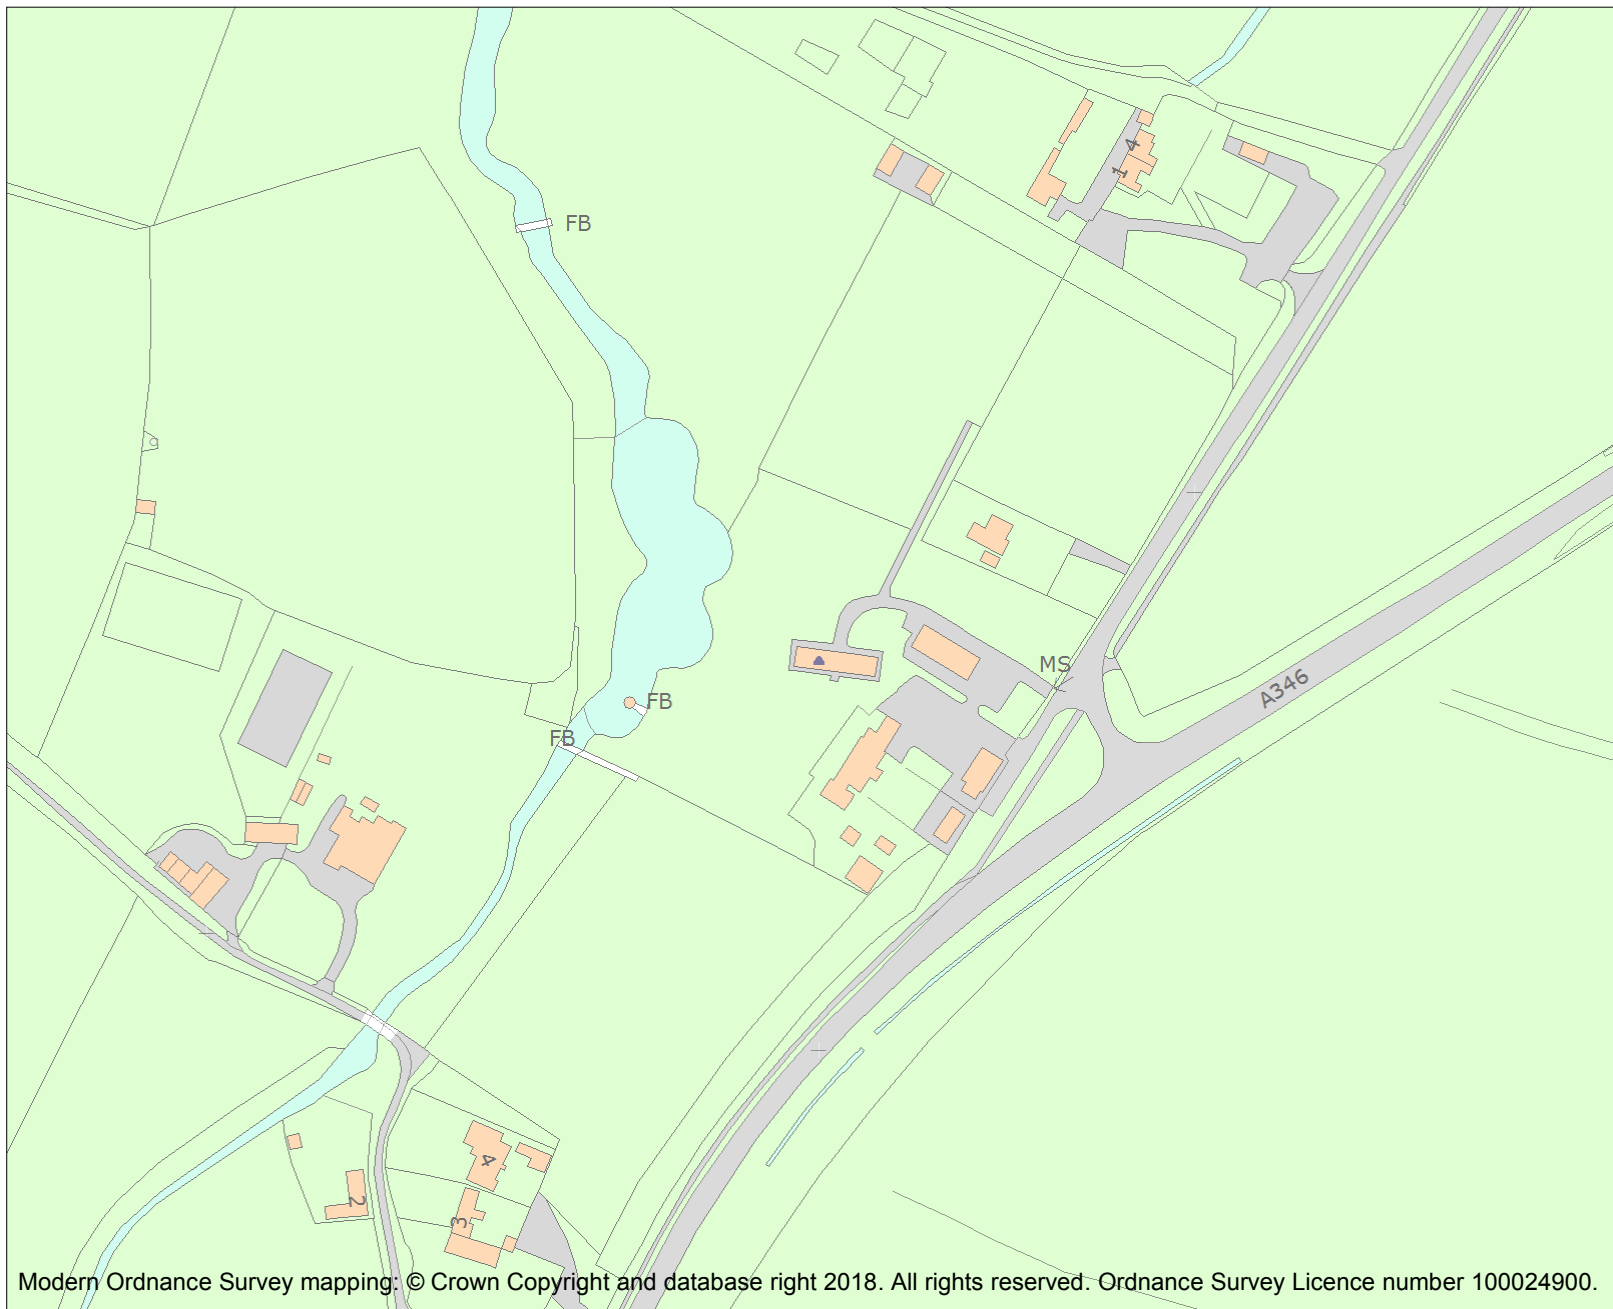 4
1
FB
MS
A346
FB
FB
4
2
3
Modern Ordnance Survey mapping: © Crown Copyright and database right 2018. All rights reserved. Ordnance Survey Licence number 100024900.